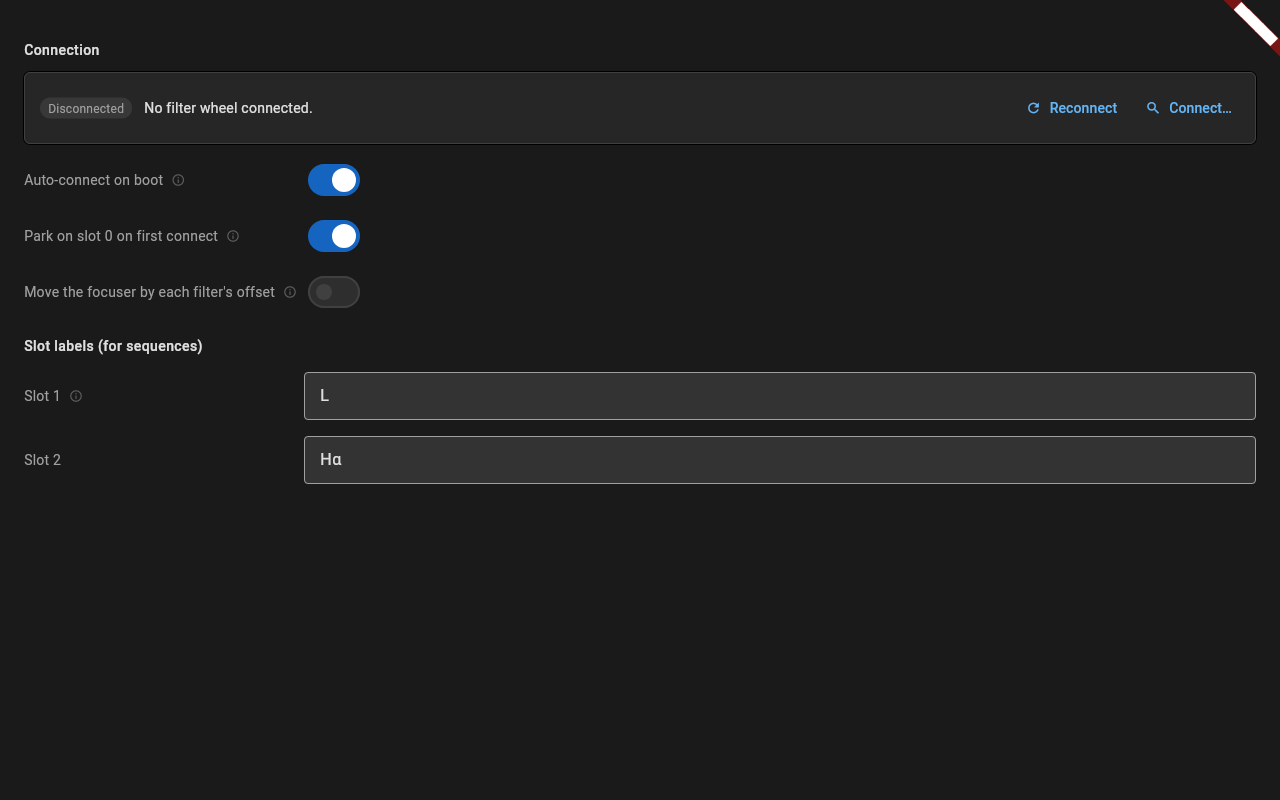 Connection
Disconnected No filter wheel connected. Reconnect Connect...
Auto-connect on boot
Park on slot 0 on first connect
Move the focuser by each filter's offset
Slot labels (for sequences)
Slot 1 L
Slot 2 Hα